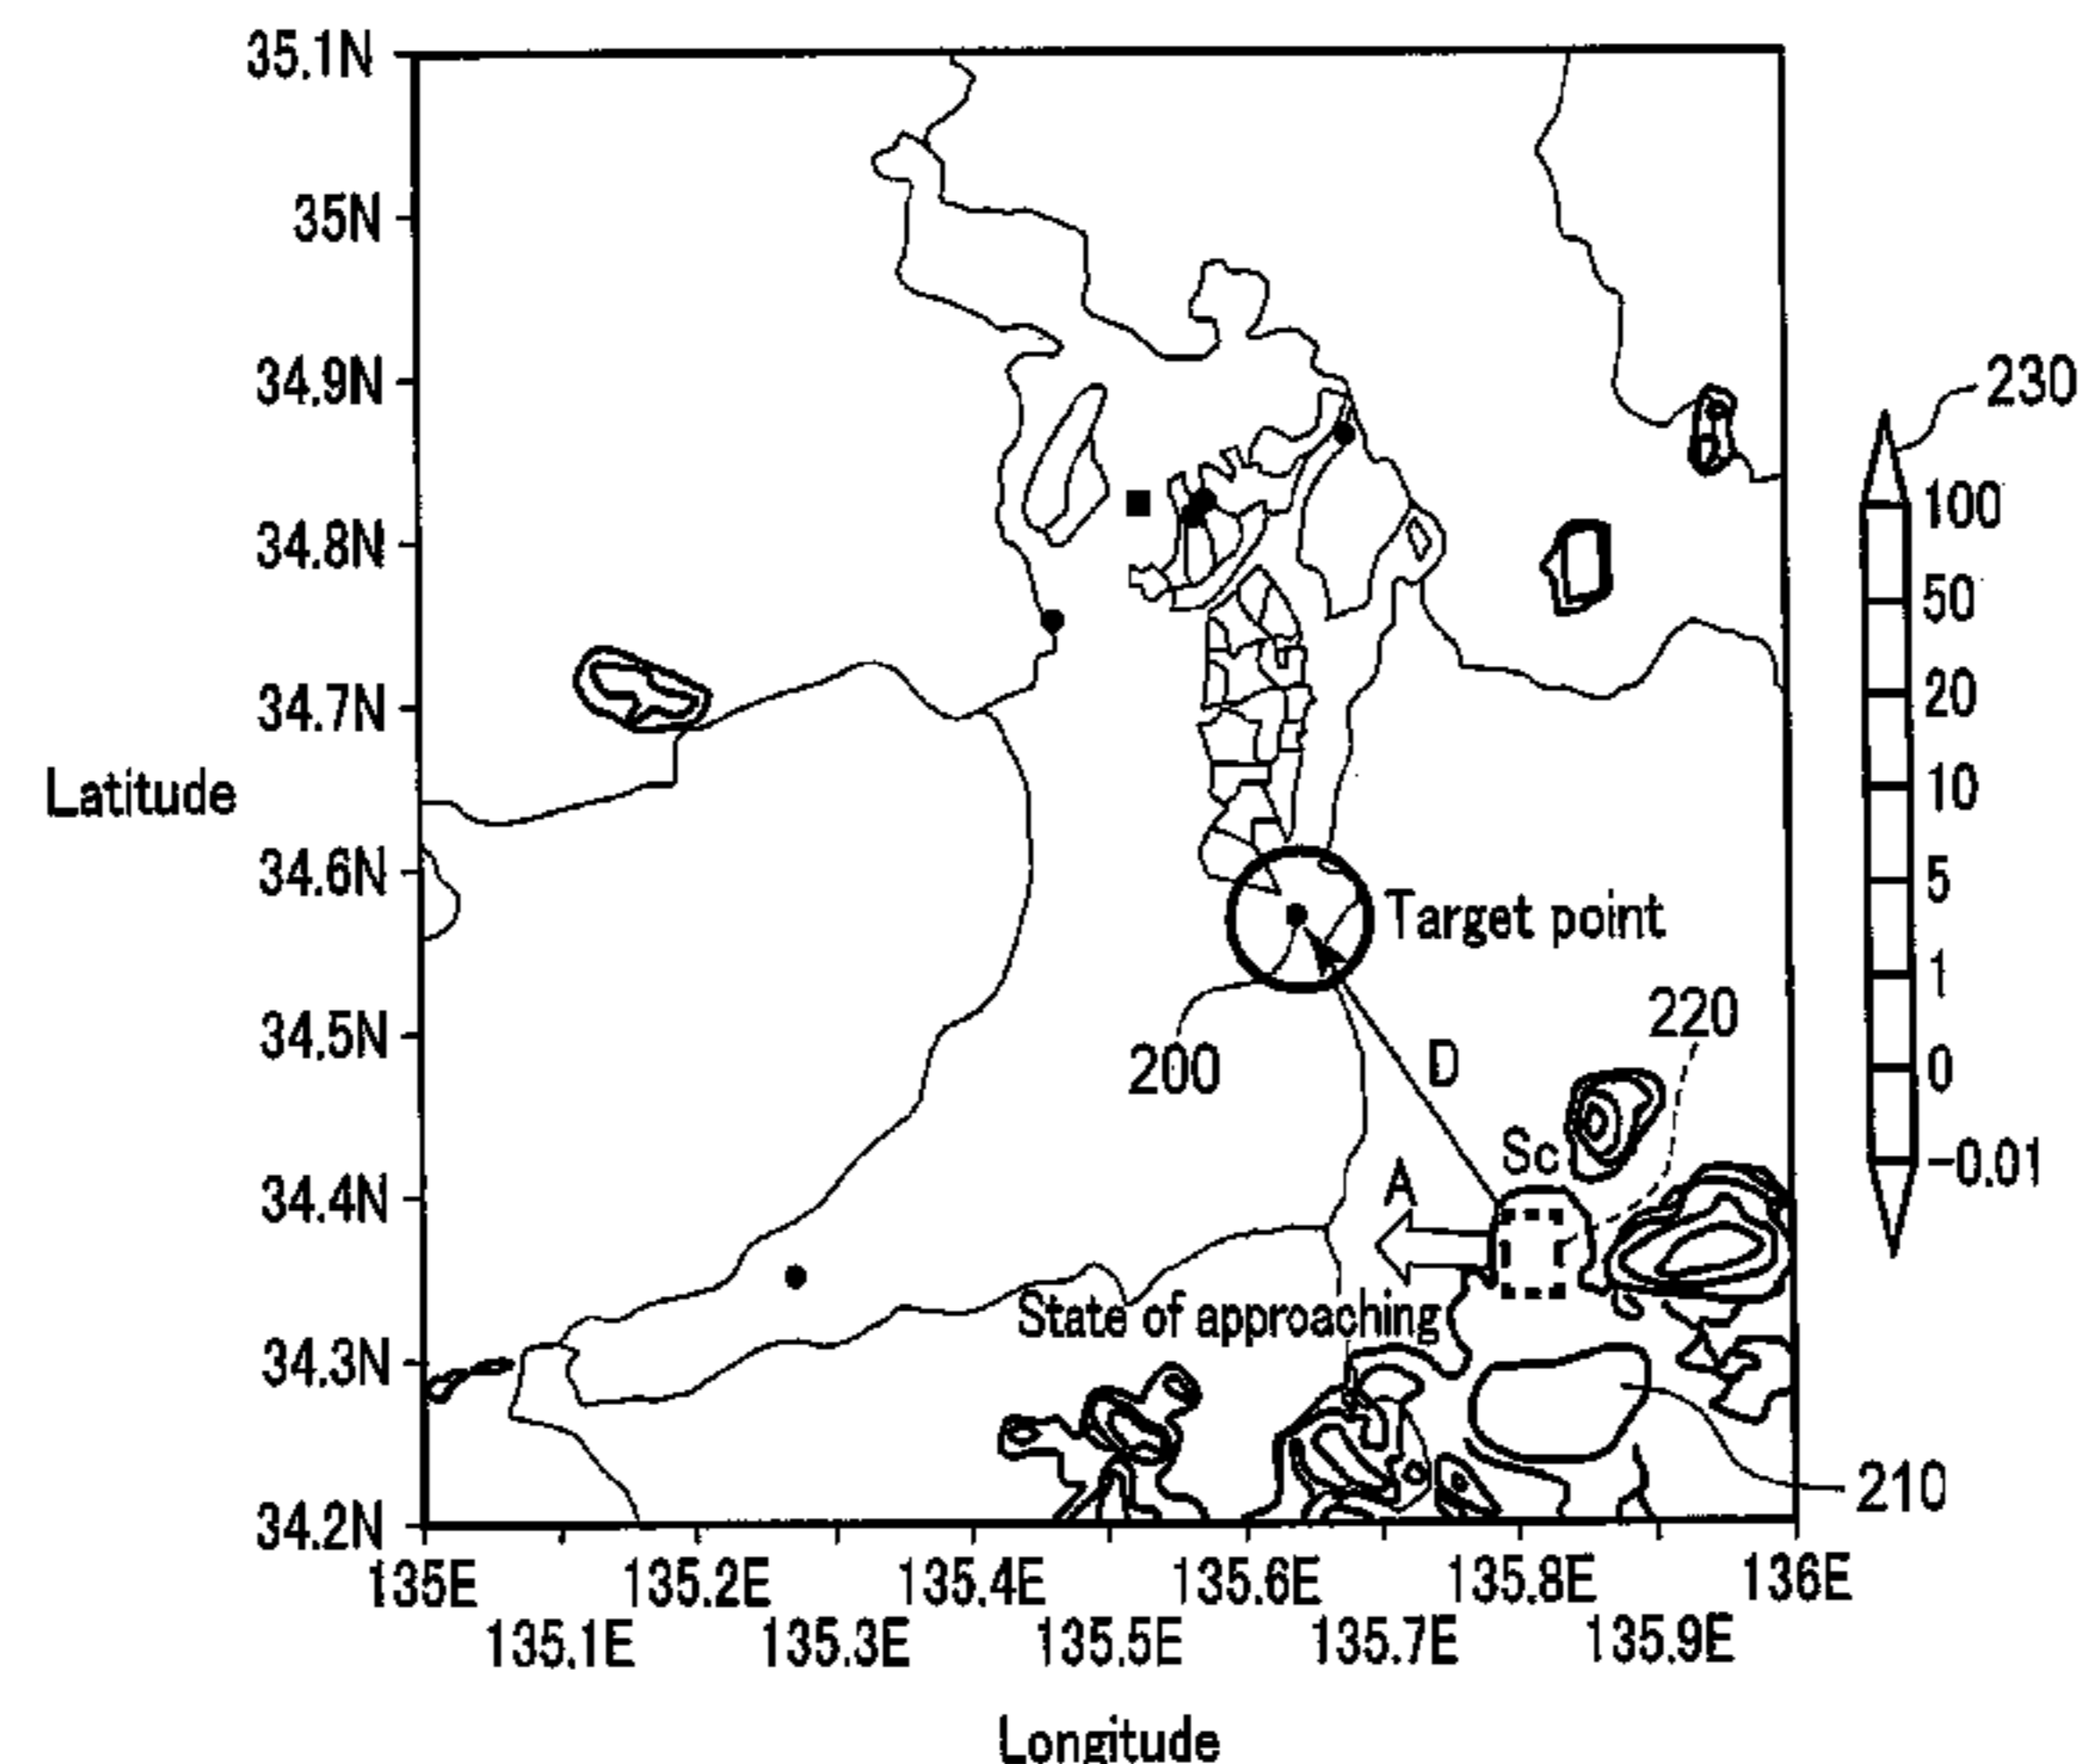 35.1N
35N
34.9N
34.8N
34.7N
34.6N
34.5N
34.4N
34.3N
34.2N
Latitude
230
100
50
20
10
5
1
0
-0.01
Target point
200
D
220
Sc
A
State of approaching
210
135E
135.2E
135.4E
135.6E
135.8E
136E
135.1E
135.3E
135.5E
135.7E
135.9E
Longitude